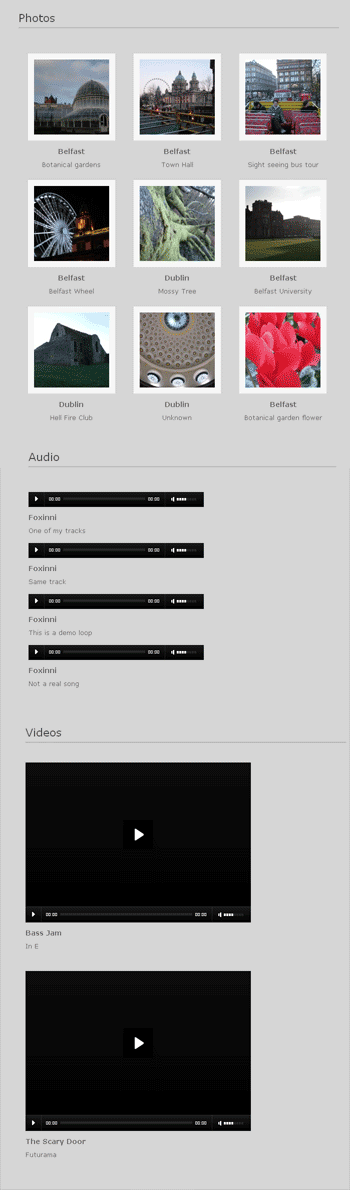 Photos
Belfast Belfast Belfast
Botanical gardens Town Hall Sight seeing bus tour
Belfast Dublin Belfast
Belfast Wheel Mossy Tree Belfast University
Dublin Dublin Belfast
Hell Fire Club Unknown Botanical garden flower
Audio
00:00 00:00
Foxinni
One of my tracks
00:00 00:00
Foxinni
Same track
00:00 00:00
Foxinni
This is a demo loop
00:00 00:00
Foxinni
Not a real song
Videos
00:00 00:00
Bass Jam
In E
00:00 00:00
The Scary Door
Futurama